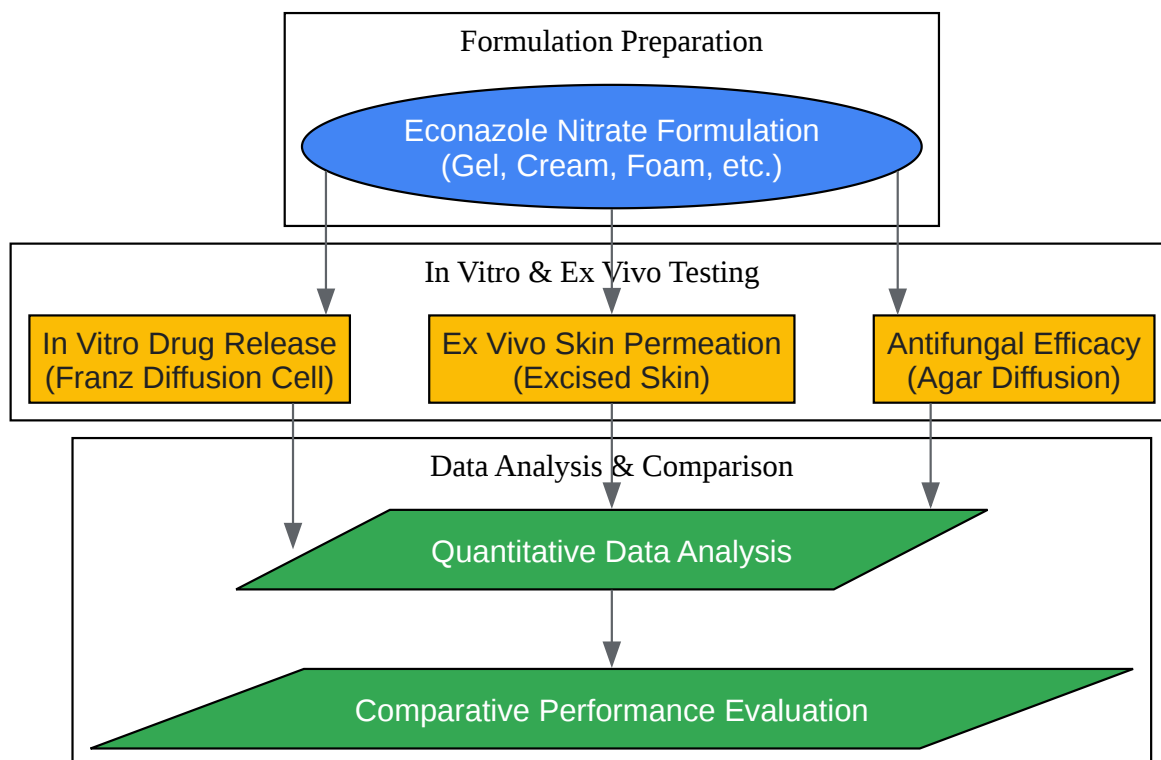 Formulation Preparation
Econazole Nitrate Formulation
(Gel, Cream, Foam, etc.)
In Vitro & Ex Vivo Testing
In Vitro Drug Release
(Franz Diffusion Cell)
Ex Vivo Skin Permeation
(Excised Skin)
Antifungal Efficacy
(Agar Diffusion)
Data Analysis & Comparison
Quantitative Data Analysis
Comparative Performance Evaluation